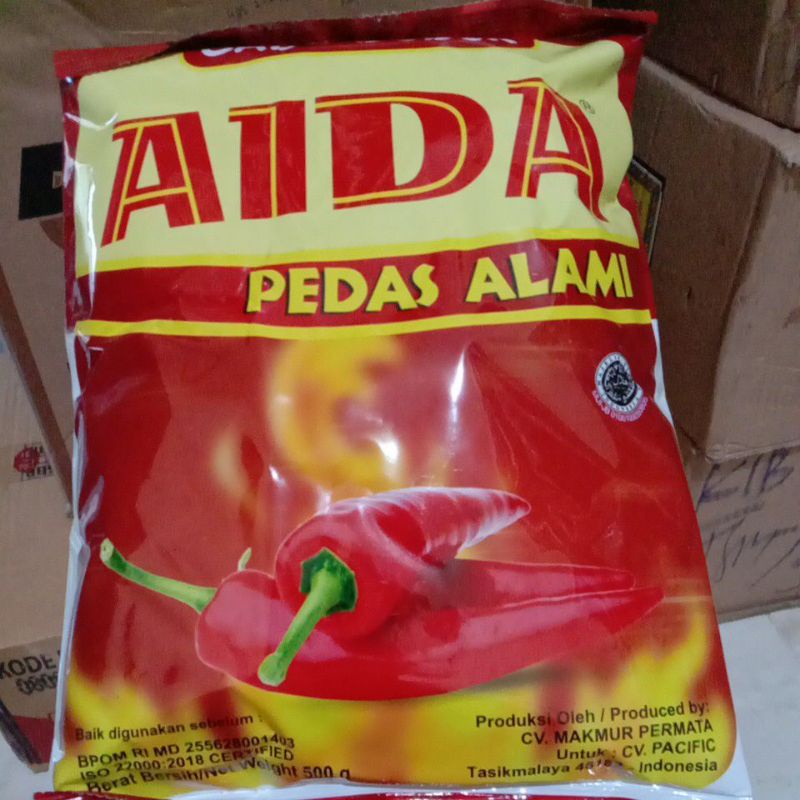 AIDA
®
PEDAS ALAMI
Baik digunakan sebelum :
BPOM RI MD 255628001403
ISO 22000:2018 CERTIFIED
Berat Bersih/Net Weight 500 g
Produksi Oleh / Produced by:
CV. MAKMUR PERMATA
Untuk : CV. PACIFIC
Tasikmalaya - Indonesia
KODE